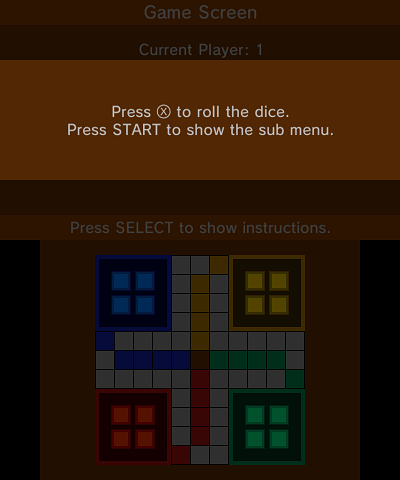 Game Screen
Current Player: 1
Press ⓧ to roll the dice.
Press START to show the sub menu.
Press SELECT to show instructions.